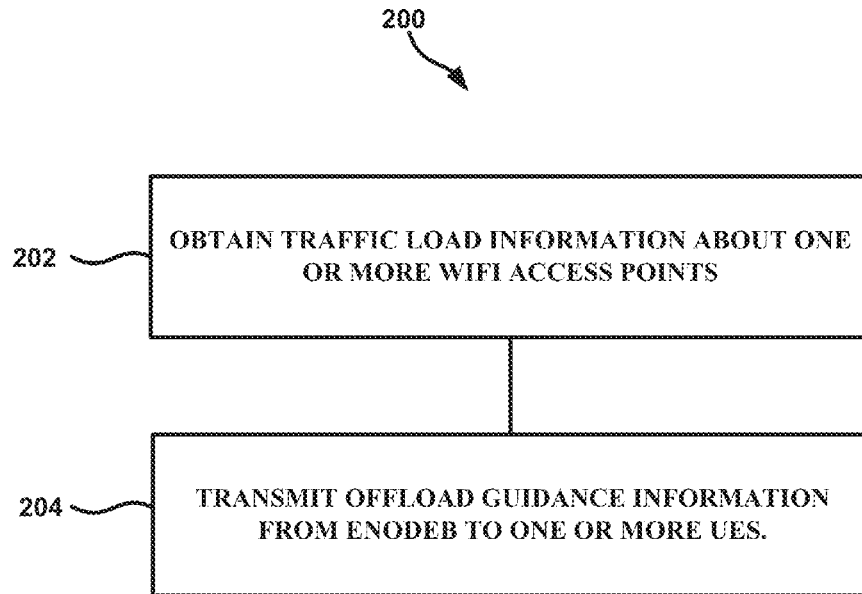 200
202
OBTAIN TRAFFIC LOAD INFORMATION ABOUT ONE
OR MORE WIFI ACCESS POINTS
204
TRANSMIT OFFLOAD GUIDANCE INFORMATION
FROM ENODEB TO ONE OR MORE UES.